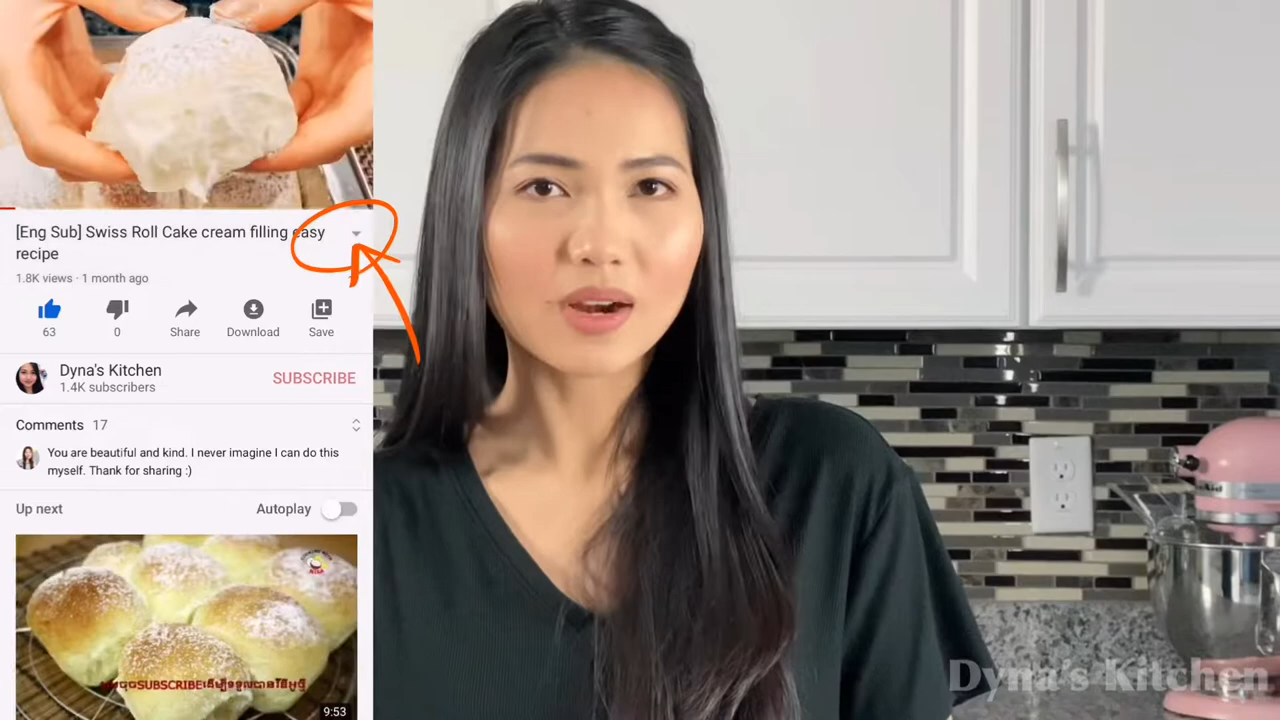 [Eng Sub] Swiss Roll Cake cream filling easy
recipe
1.8K views · 1 month ago
63
0
Share
Download
Save
Dyna's Kitchen
1.4K subscribers
SUBSCRIBE
Comments 17
You are beautiful and kind. I never imagine I can do this
myself. Thank for sharing :)
Up next
Autoplay
SUBSCRIBE
9:53
Dyna's Kitchen